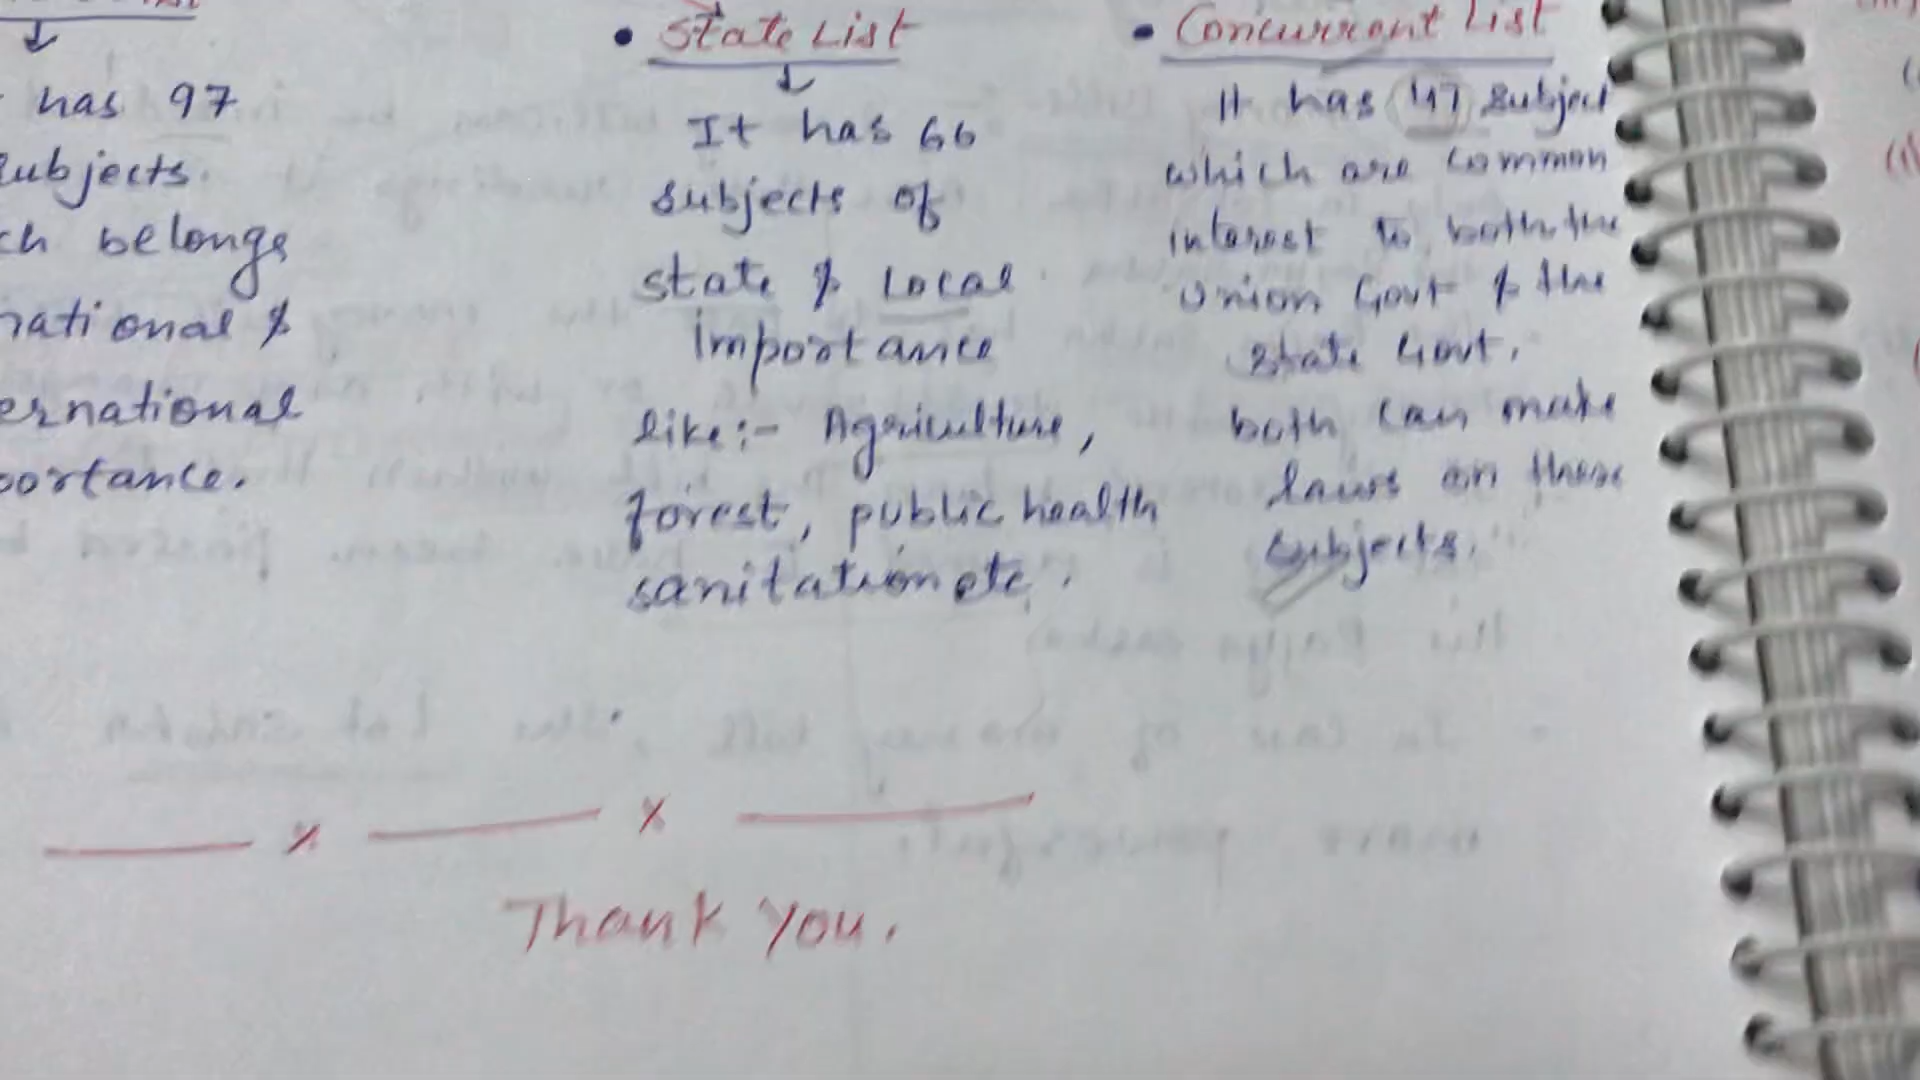 has 97
subjects.
ch belongs
national &
ernational
portance.
• State List
It has 66
subjects of
state & Local
importance
like:- Agriculture,
forest, public health
sanitation etc.
• Concurrent List
It has 47 subject
which are common
interest to both the
Union Govt & the
state Govt.
both can make
laws on these
subjects.
x x
Thank you.